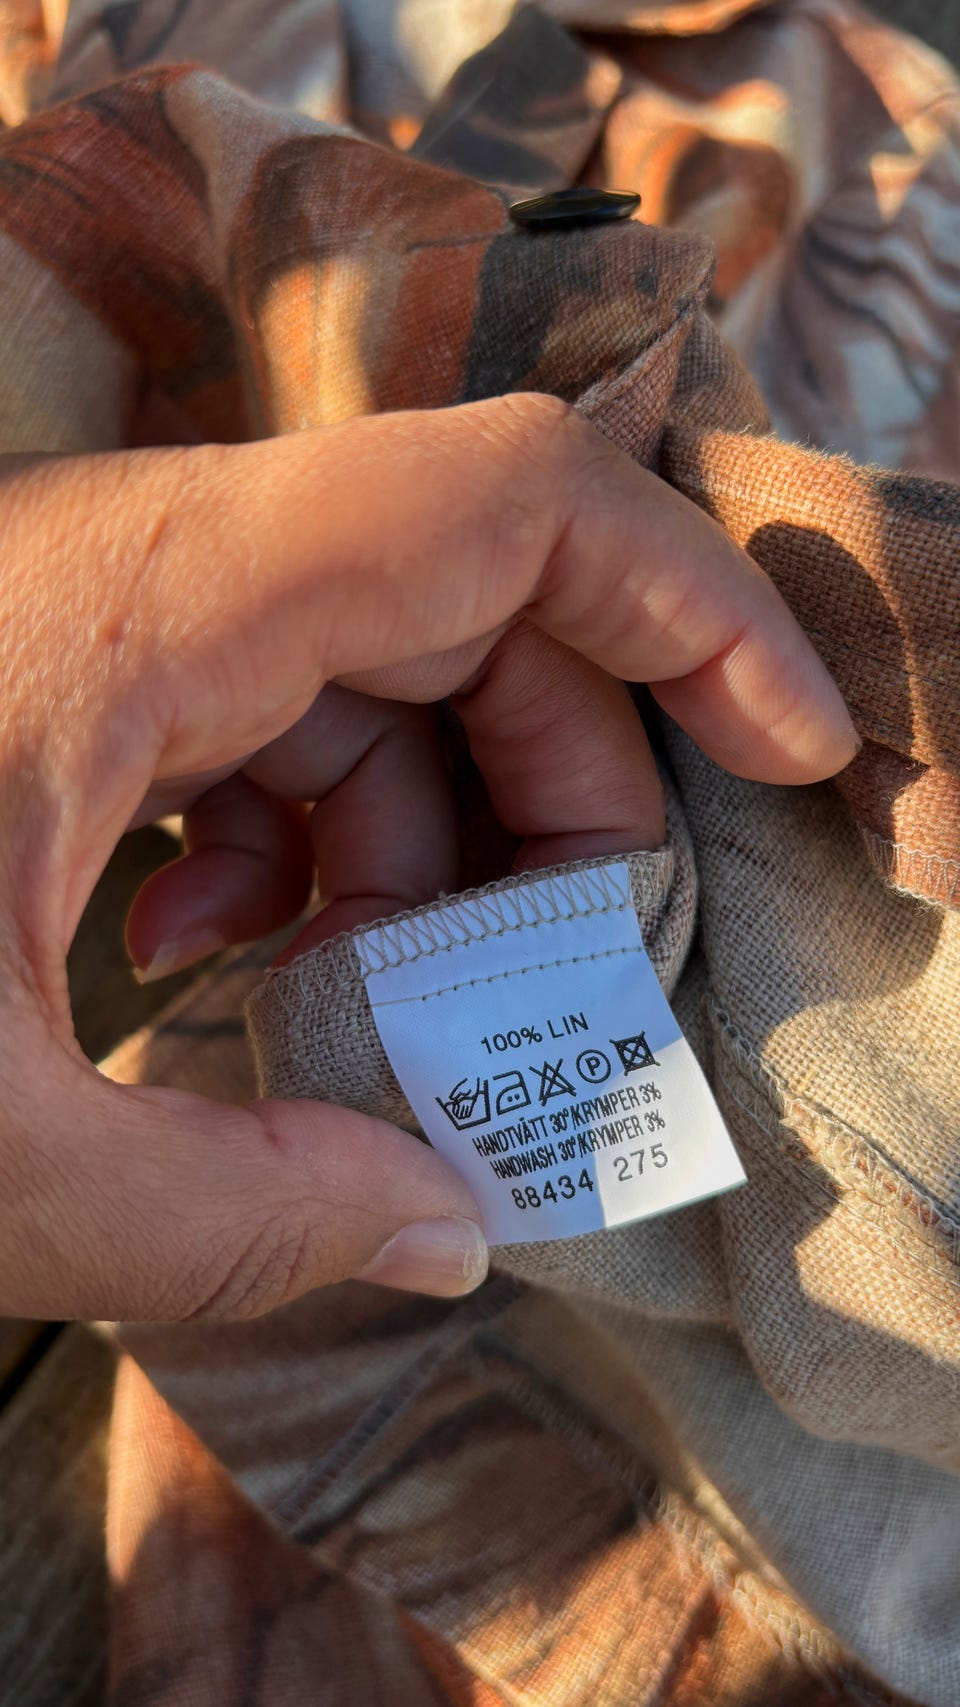 100% LIN
P
HANDTVÄTT 30°/KRYMPER 3%
HANDWASH 30°/KRYMPER 3%
88434 275